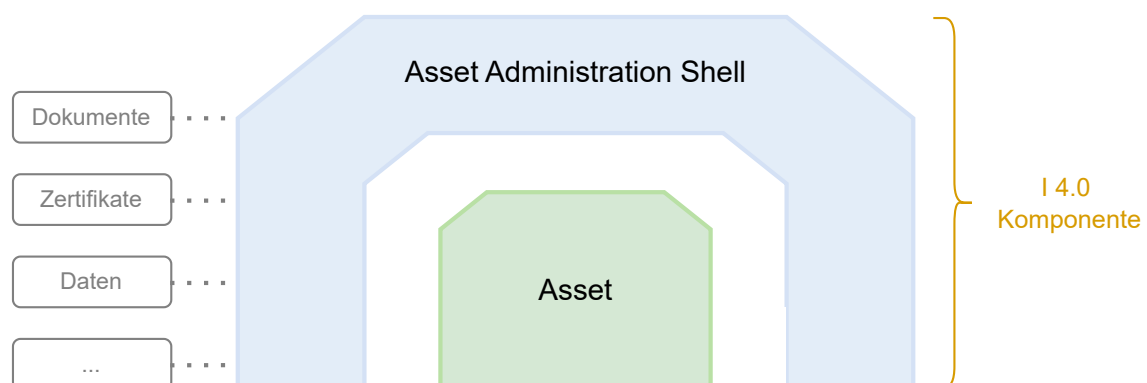 Asset Administration Shell
Dokumente
Zertifikate
Daten
...
Asset
I 4.0
Komponente